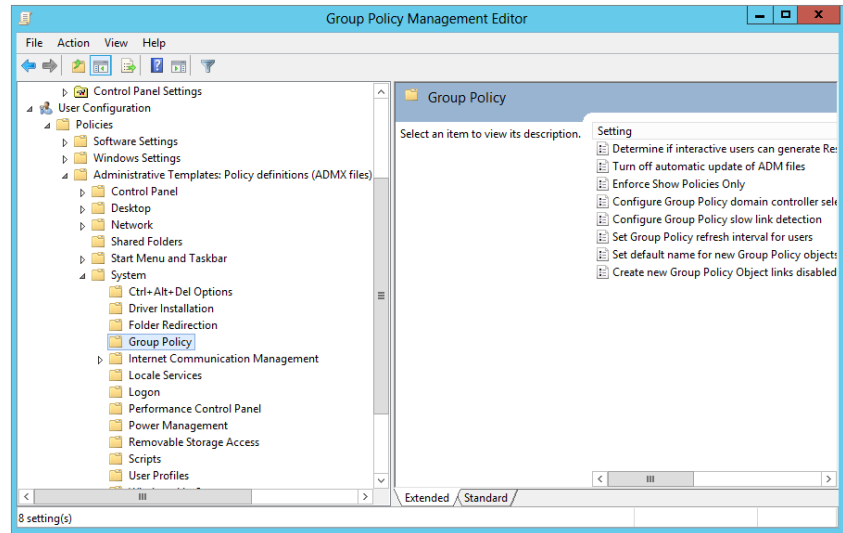 Group Policy Management Editor
File Action View Help
Control Panel Settings
User Configuration
Policies
Software Settings
Windows Settings
Administrative Templates: Policy definitions (ADMX files)
Control Panel
Desktop
Network
Shared Folders
Start Menu and Taskbar
System
Ctrl+Alt+Del Options
Driver Installation
Folder Redirection
Group Policy
Internet Communication Management
Locale Services
Logon
Performance Control Panel
Power Management
Removable Storage Access
Scripts
User Profiles
Group Policy
Select an item to view its description.
Setting
Determine if interactive users can generate Res
Turn off automatic update of ADM files
Enforce Show Policies Only
Configure Group Policy domain controller sele
Configure Group Policy slow link detection
Set Group Policy refresh interval for users
Set default name for new Group Policy objects
Create new Group Policy Object links disabled
Extended Standard
8 setting(s)